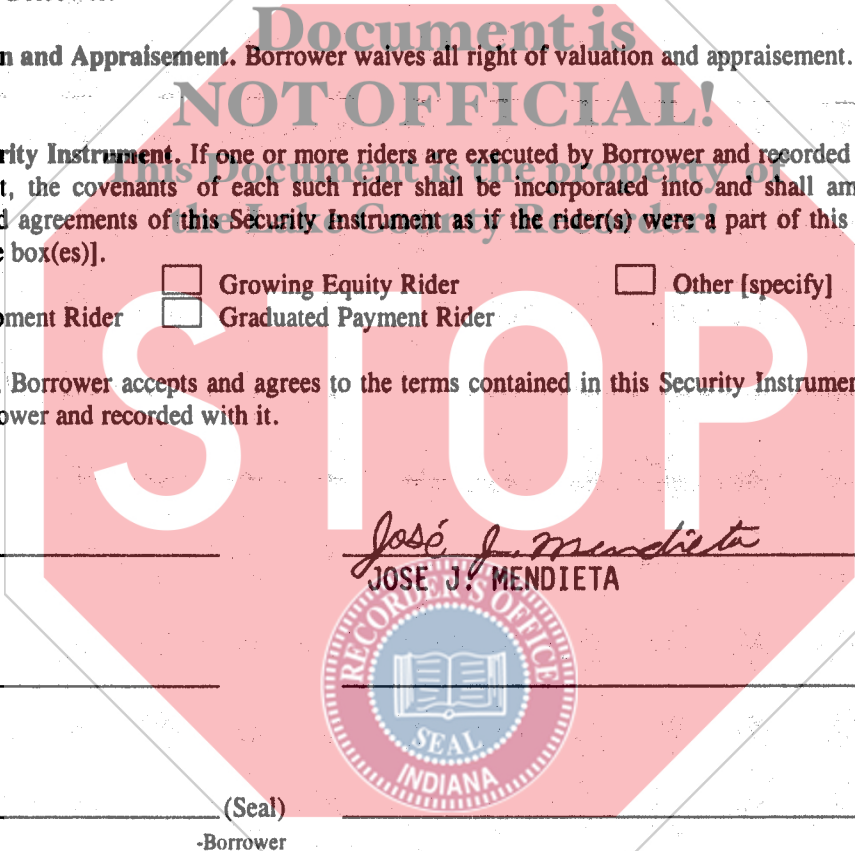 Document is
n and Appraisement. Borrower waives all right of valuation and appraisement.
NOT OFFICIAL!
rity Instrument. If one or more riders are executed by Borrower and recorded
This Document is the property of
t, the covenants of each such rider shall be incorporated into and shall am
the Lake County Recorder!
d agreements of this Security Instrument as if the rider(s) were a part of this
e box(es)].
Growing Equity Rider Other [specify]
pment Rider Graduated Payment Rider
STOP
Borrower accepts and agrees to the terms contained in this Security Instrumen
ower and recorded with it.
José J. Mendieta
JOSE J. MENDIETA
RECORDER'S OFFICE
SEAL
INDIANA
(Seal)
-Borrower